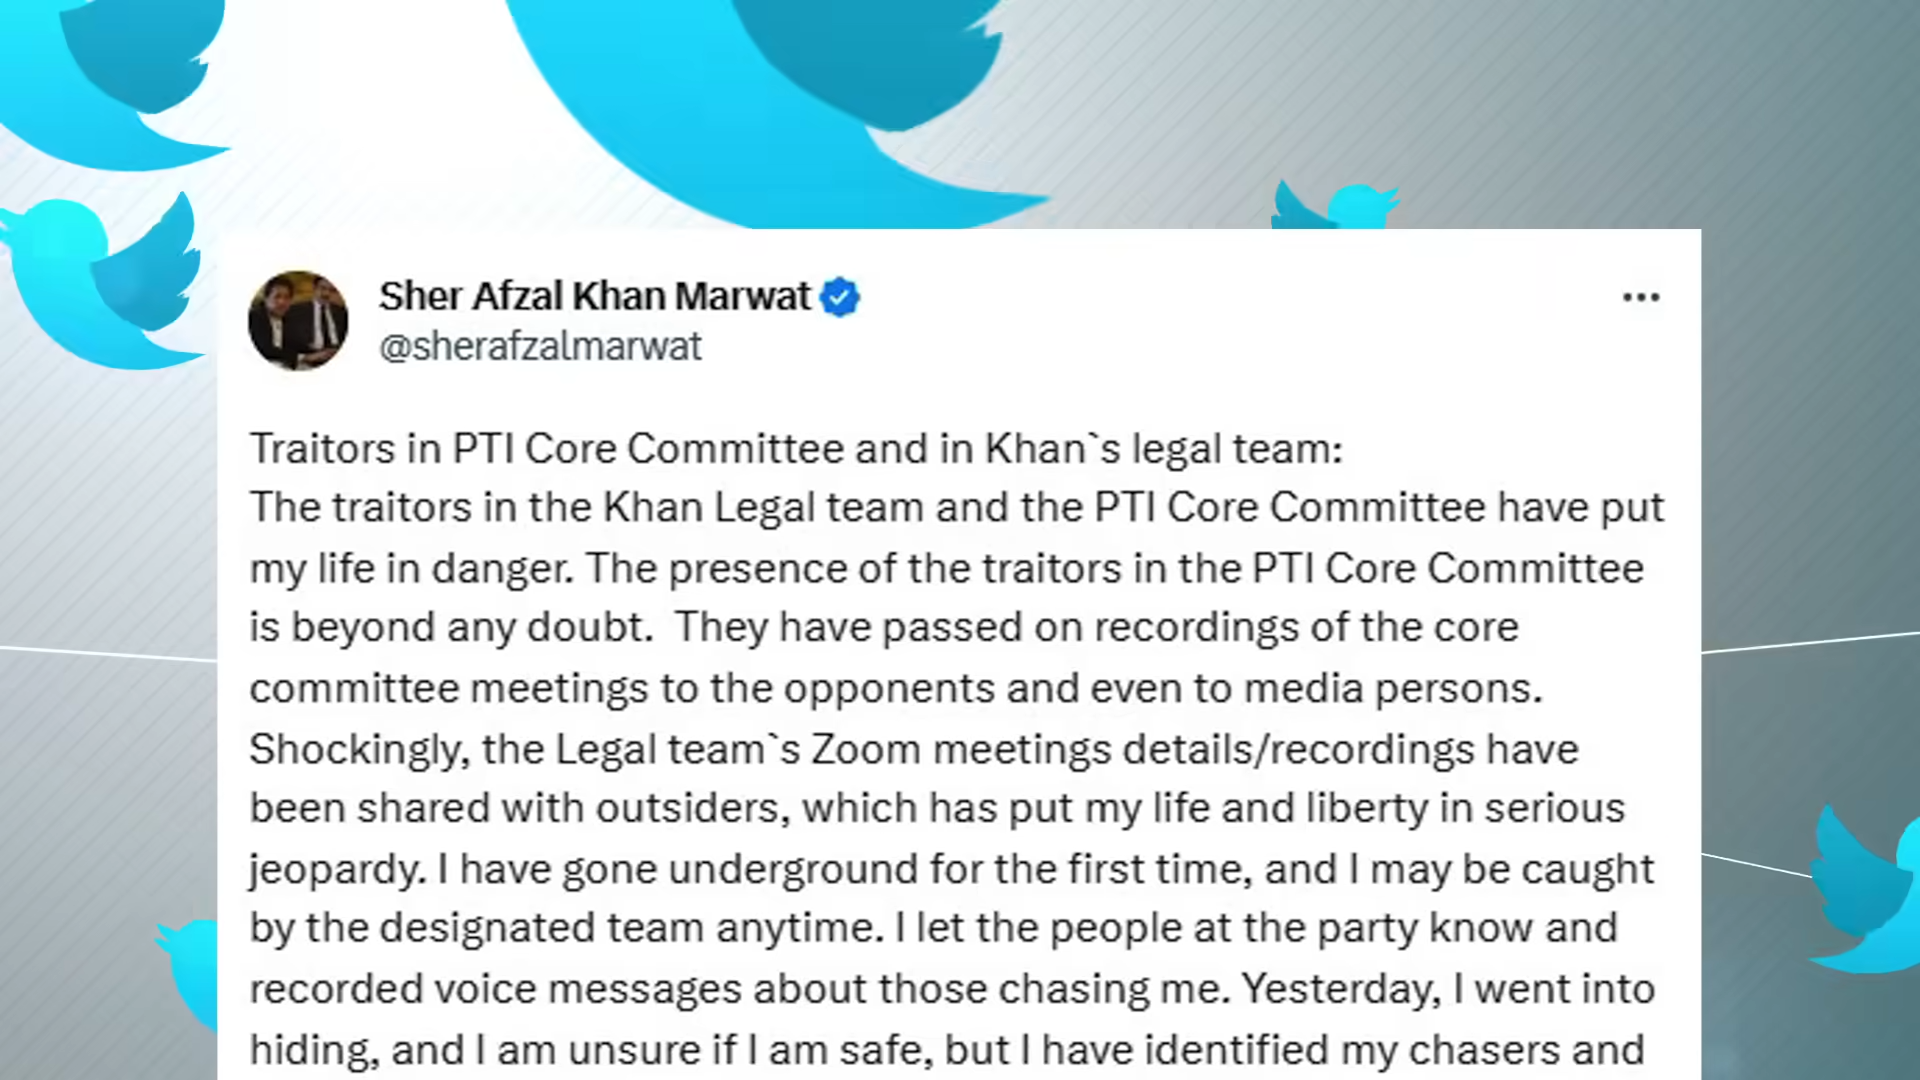 Sher Afzal Khan Marwat
@sherafzalmarwat
Traitors in PTI Core Committee and in Khan`s legal team:
The traitors in the Khan Legal team and the PTI Core Committee have put
my life in danger. The presence of the traitors in the PTI Core Committee
is beyond any doubt.  They have passed on recordings of the core
committee meetings to the opponents and even to media persons.
Shockingly, the Legal team`s Zoom meetings details/recordings have
been shared with outsiders, which has put my life and liberty in serious
jeopardy. I have gone underground for the first time, and I may be caught
by the designated team anytime. I let the people at the party know and
recorded voice messages about those chasing me. Yesterday, I went into
hiding, and I am unsure if I am safe, but I have identified my chasers and